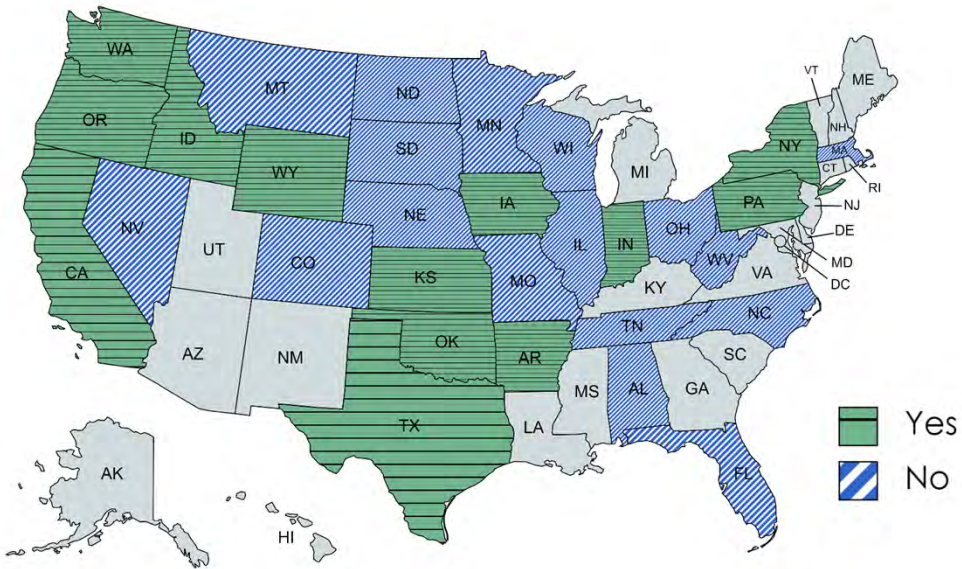 WA
MT
ND
MN
VT
ME
OR
ID
SD
WI
NH
NY
MA
WY
MI
CT
RI
NE
IA
PA
NJ
NV
UT
CO
IL
IN
OH
WV
DE
MD
DC
CA
KS
MO
KY
VA
AZ
NM
OK
AR
TN
NC
SC
TX
LA
MS
AL
GA
Yes
FL
No
AK
HI